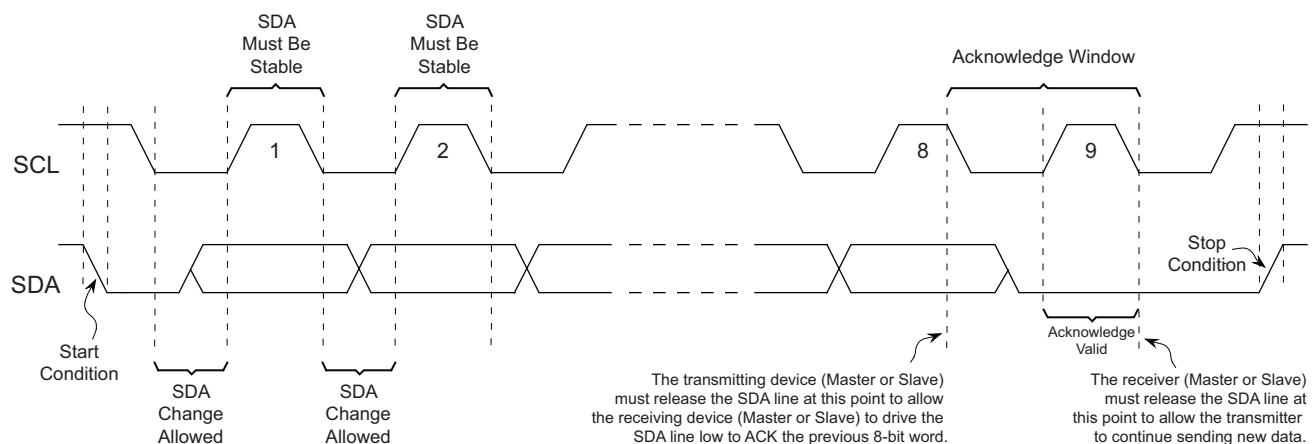 SDA
Must Be
Stable
SDA
Must Be
Stable
Acknowledge Window
SCL
1
2
8
9
SDA
Stop
Condition
Start
Condition
Acknowledge
Valid
SDA
Change
Allowed
SDA
Change
Allowed
The transmitting device (Master or Slave)
must release the SDA line at this point to allow
the receiving device (Master or Slave) to drive the
SDA line low to ACK the previous 8-bit word.
The receiver (Master or Slave)
must release the SDA line at
this point to allow the transmitter
to continue sending new data.